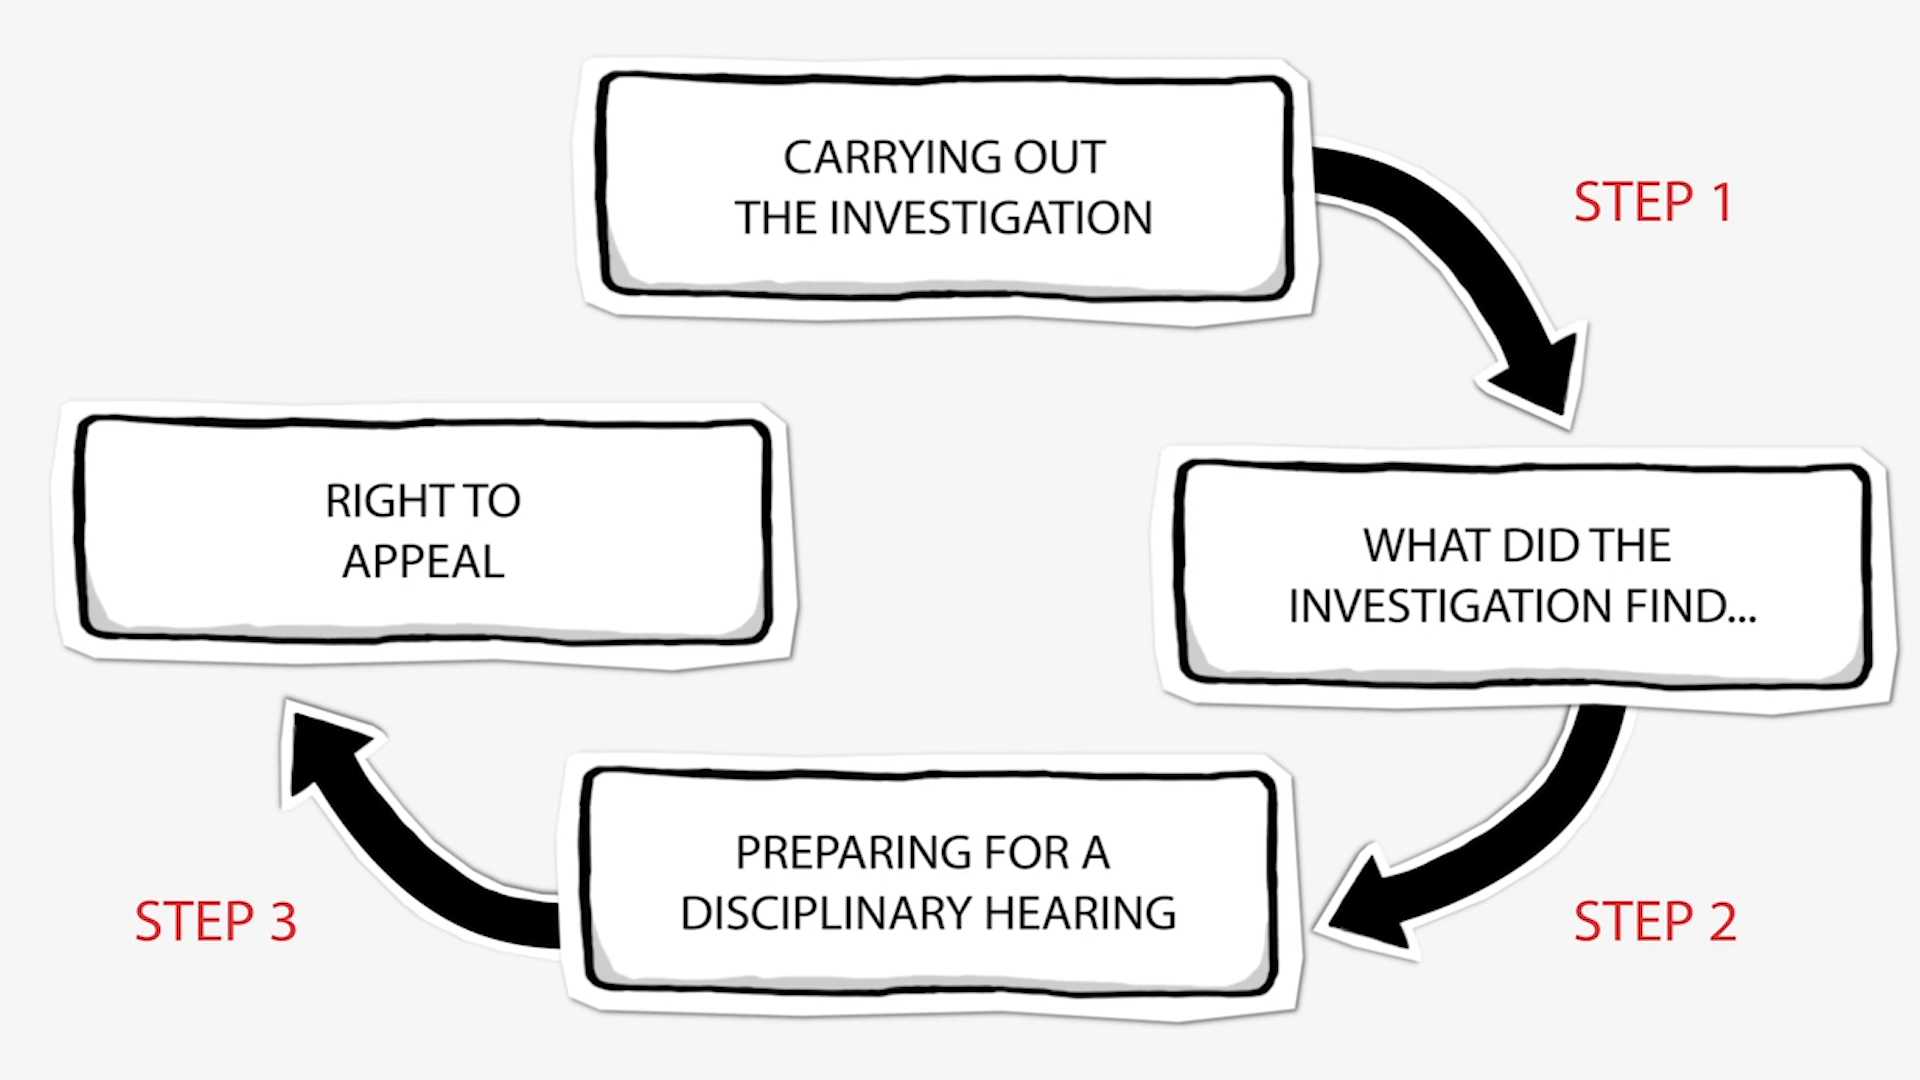 CARRYING OUT
THE INVESTIGATION
STEP 1
WHAT DID THE
INVESTIGATION FIND...
STEP 2
PREPARING FOR A
DISCIPLINARY HEARING
STEP 3
RIGHT TO
APPEAL